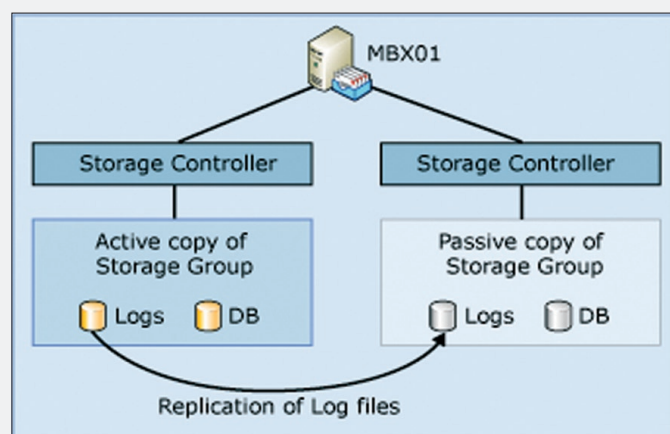 MBX01
Storage Controller
Storage Controller
Active copy of
Storage Group
Logs
DB
Passive copy of
Storage Group
Logs
DB
Replication of Log files